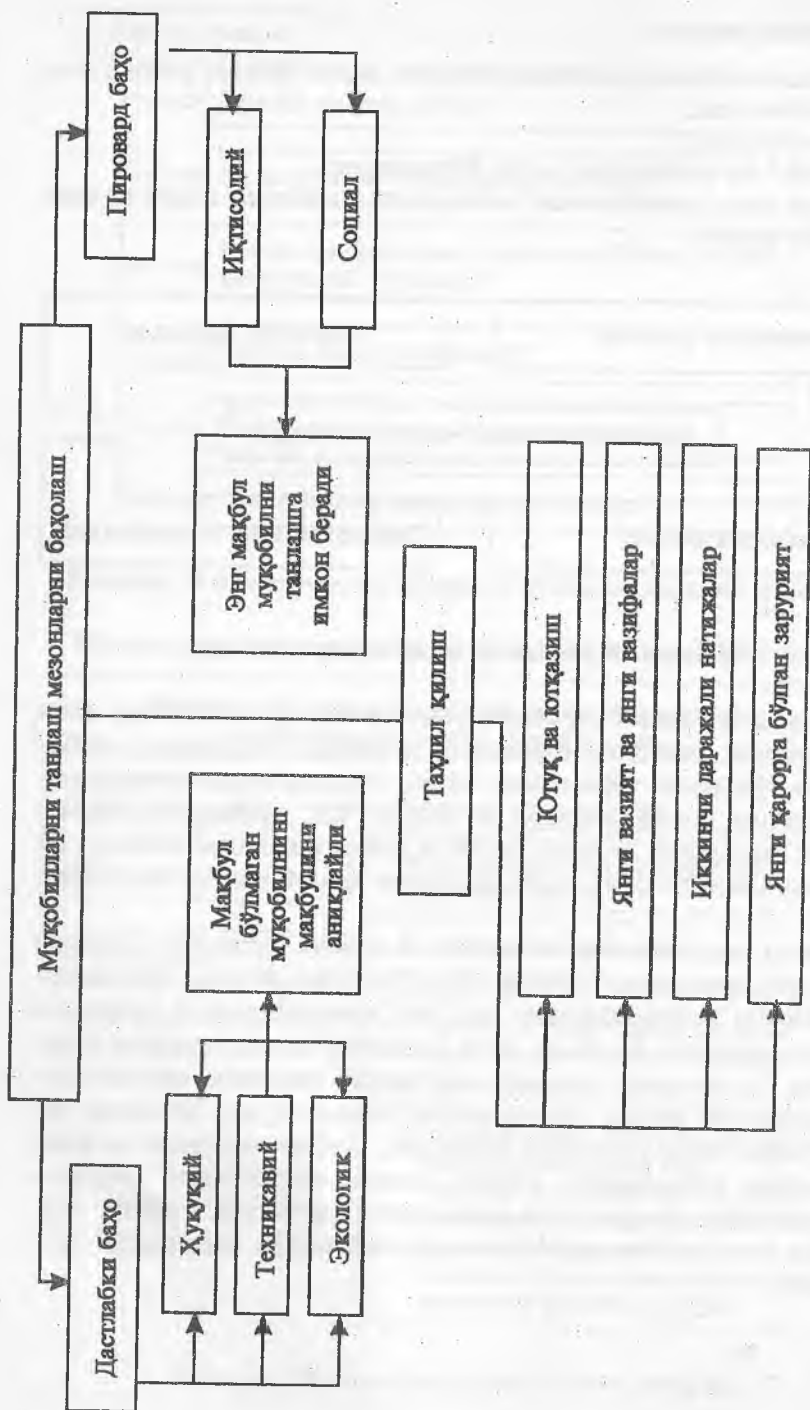 Муқобилларни танлаш мезонларни баҳолаш
Дастлабки баҳо
Пировард баҳо
Ҳуқуқий
Техникавий
Экологик
Мақбул
бўлмаган
муқобилнинг
мақбулини
аниқлайди
Энг мақбул
муқобилни
танлашга
имкон беради
Иқтисодий
Социал
Таҳлил қилиш
Ютуқ ва ютқазиш
Янги вазият ва янги вазифалар
Иккинчи даражали натижалар
Янги қарорга бўлган зарурият